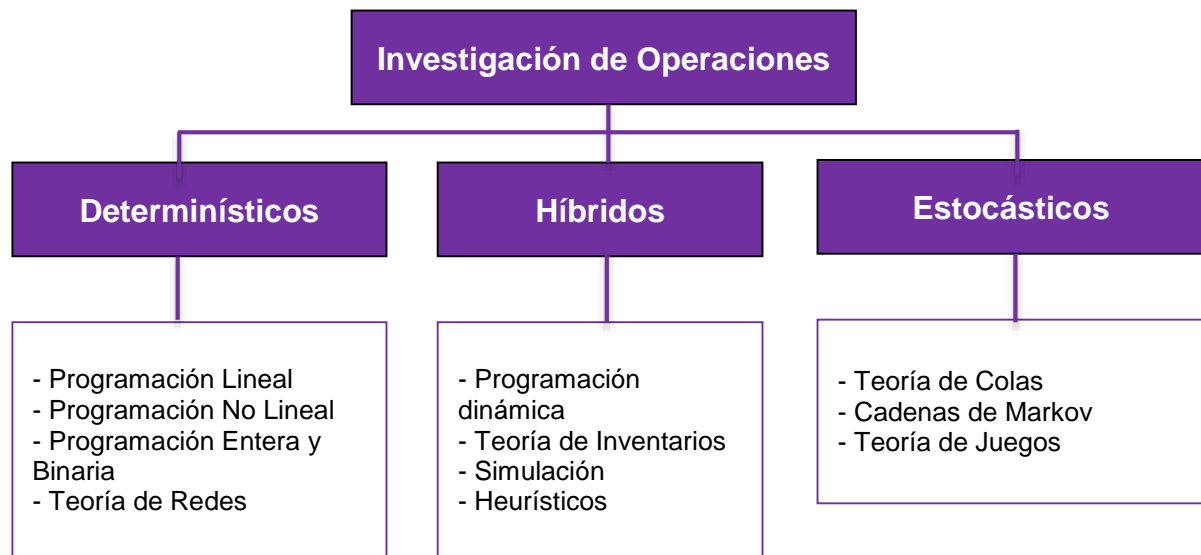 Investigación de Operaciones
Determinísticos
Híbridos
Estocásticos
- Programación Lineal
- Programación No Lineal
- Programación Entera y
Binaria
- Teoría de Redes
- Programación
dinámica
- Teoría de Inventarios
- Simulación
- Heurísticos
- Teoría de Colas
- Cadenas de Markov
- Teoría de Juegos